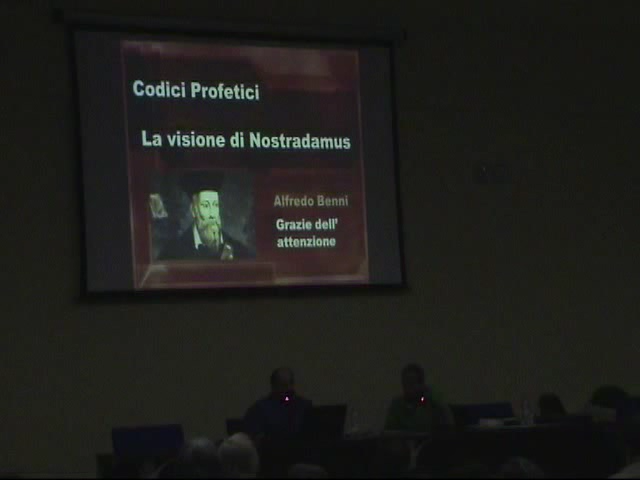 Codici Profetici
La visione di Nostradamus
Alfredo Benni
Grazie dell'
attenzione